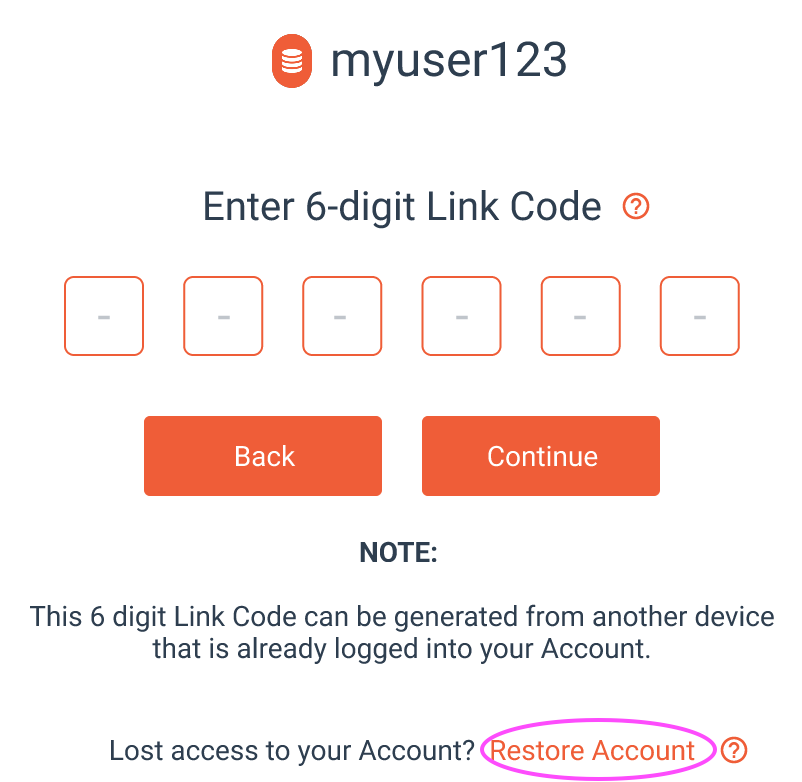 myuser123
Enter 6-digit Link Code ?
- - - - - -
Back Continue
NOTE:
This 6 digit Link Code can be generated from another device
that is already logged into your Account.
Lost access to your Account? Restore Account ?